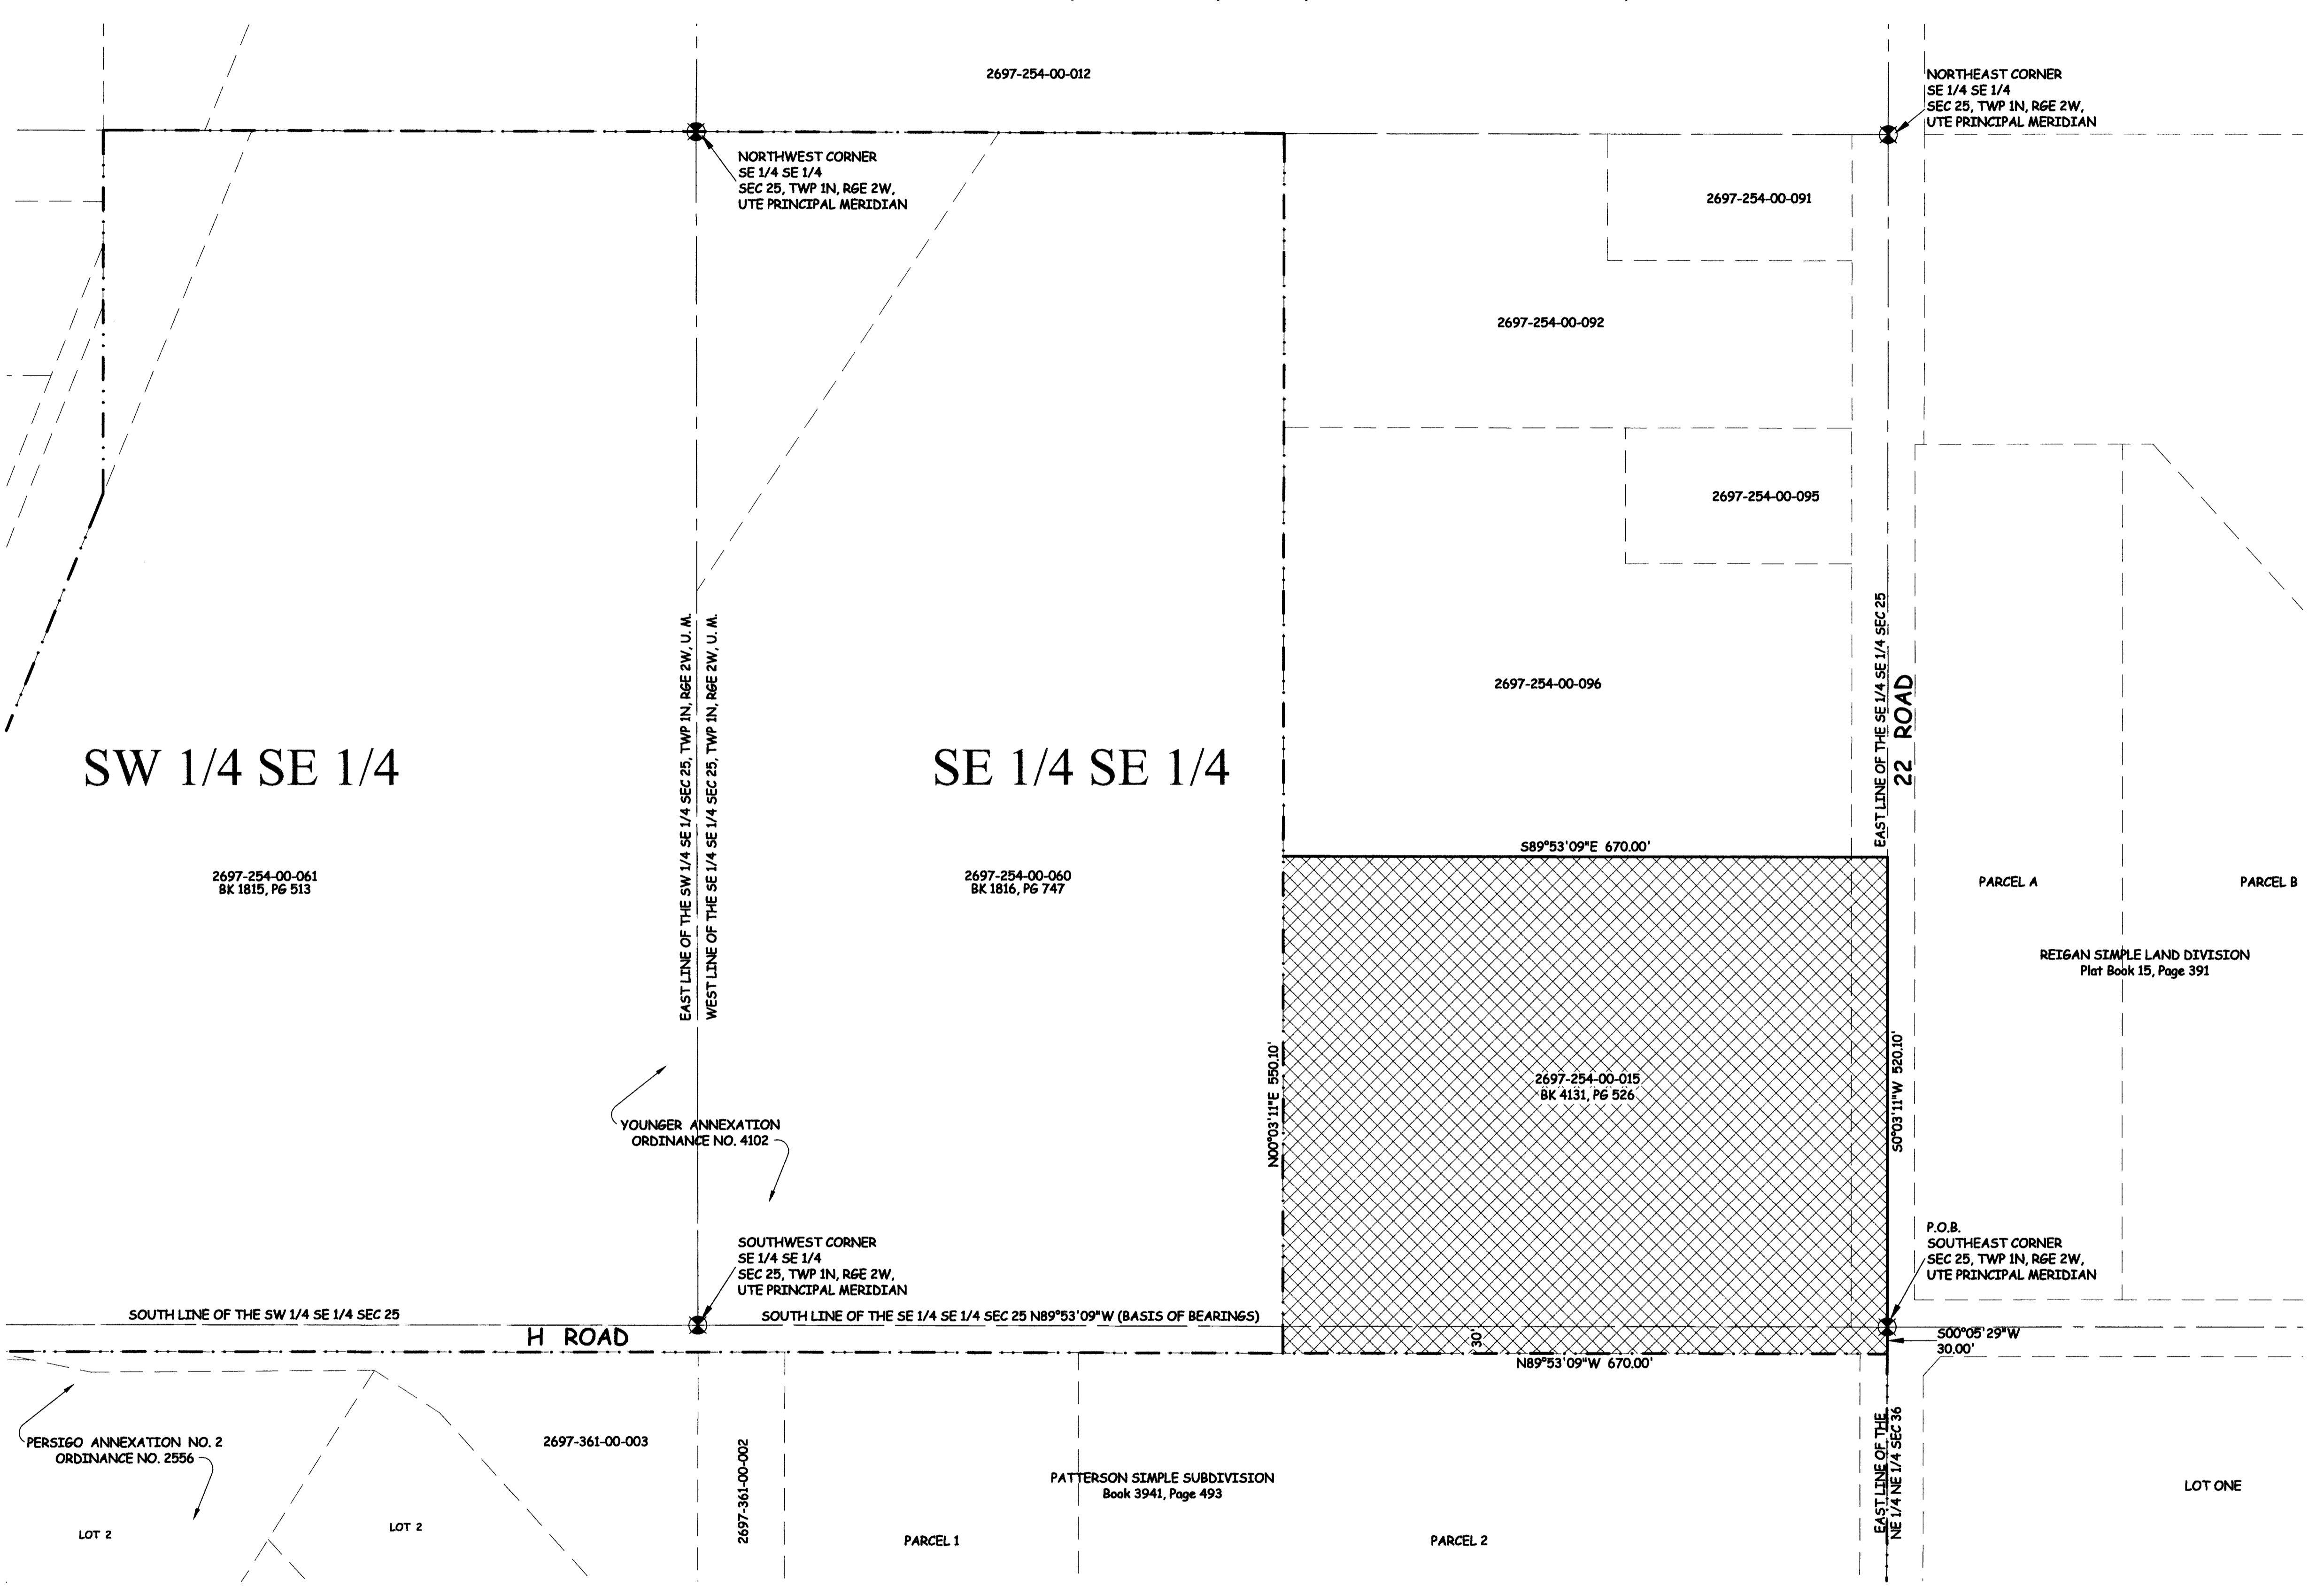 2697-254-00-012
NORTHEAST CORNER
SE 1/4 SE 1/4
SEC 25, TWP 1N, RGE 2W,
UTE PRINCIPAL MERIDIAN
NORTHWEST CORNER
SE 1/4 SE 1/4
SEC 25, TWP 1N, RGE 2W,
UTE PRINCIPAL MERIDIAN
2697-254-00-091
2697-254-00-092
2697-254-00-095
EAST LINE OF THE SW 1/4 SE 1/4 SEC 25, TWP 1N, RGE 2W, U.M.
WEST LINE OF THE SE 1/4 SE 1/4 SEC 25, TWP 1N, RGE 2W, U.M.
EAST LINE OF THE SE 1/4 SE 1/4 SEC 25
22 ROAD
2697-254-00-096
SW 1/4 SE 1/4
SE 1/4 SE 1/4
S89°53'09"E 670.00'
2697-254-00-061
BK 1815, PG 513
2697-254-00-060
BK 1816, PG 747
PARCEL A
PARCEL B
REIGAN SIMPLE LAND DIVISION
Plat Book 15, Page 391
N00°03'11"E 550.10'
2697-254-00-015
BK 4131, PG 526
S0°03'11"W 520.10'
YOUNGER ANNEXATION
ORDINANCE NO. 4102
SOUTHWEST CORNER
SE 1/4 SE 1/4
SEC 25, TWP 1N, RGE 2W,
UTE PRINCIPAL MERIDIAN
P.O.B.
SOUTHEAST CORNER
SEC 25, TWP 1N, RGE 2W,
UTE PRINCIPAL MERIDIAN
SOUTH LINE OF THE SW 1/4 SE 1/4 SEC 25
SOUTH LINE OF THE SE 1/4 SE 1/4 SEC 25 N89°53'09"W (BASIS OF BEARINGS)
H ROAD
30'
S00°05'29"W
30.00'
N89°53'09"W 670.00'
PERSIGO ANNEXATION NO. 2
ORDINANCE NO. 2556
2697-361-00-003
2697-361-00-002
PATTERSON SIMPLE SUBDIVISION
Book 3941, Page 493
EAST LINE OF THE
NE 1/4 NE 1/4 SEC 36
LOT ONE
LOT 2
LOT 2
PARCEL 1
PARCEL 2